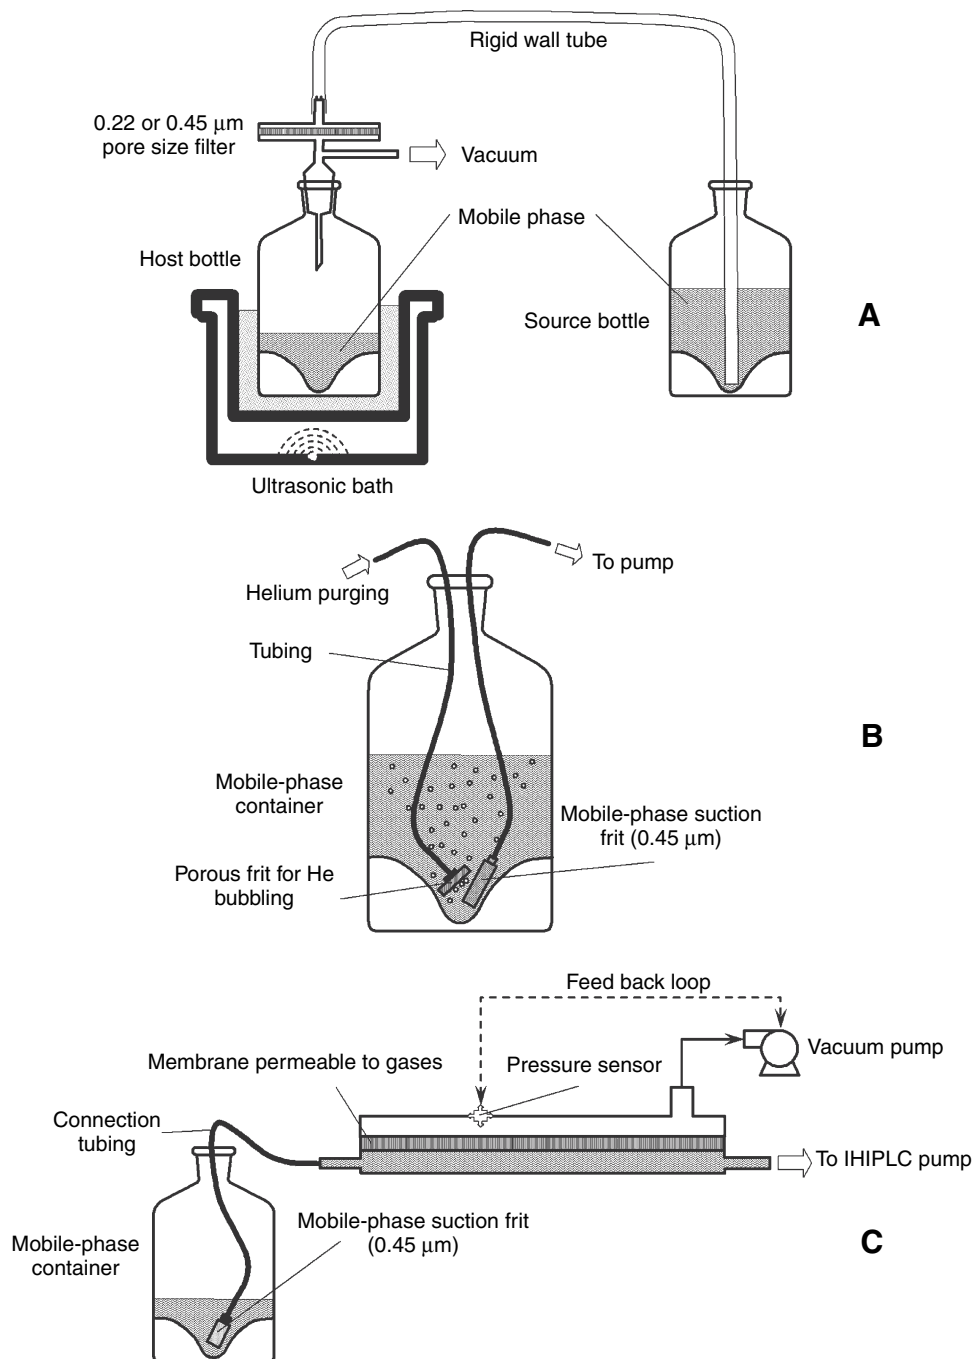 Rigid wall tube
0.22 or 0.45 μm
pore size filter
Vacuum
Mobile phase
Host bottle
Source bottle
A
Ultrasonic bath
To pump
Helium purging
Tubing
B
Mobile-phase
container
Mobile-phase suction
frit (0.45 μm)
Porous frit for He
bubbling
Feed back loop
Vacuum pump
Membrane permeable to gases
Pressure sensor
Connection
tubing
To IHIPLC pump
Mobile-phase suction frit
(0.45 μm)
Mobile-phase
container
C